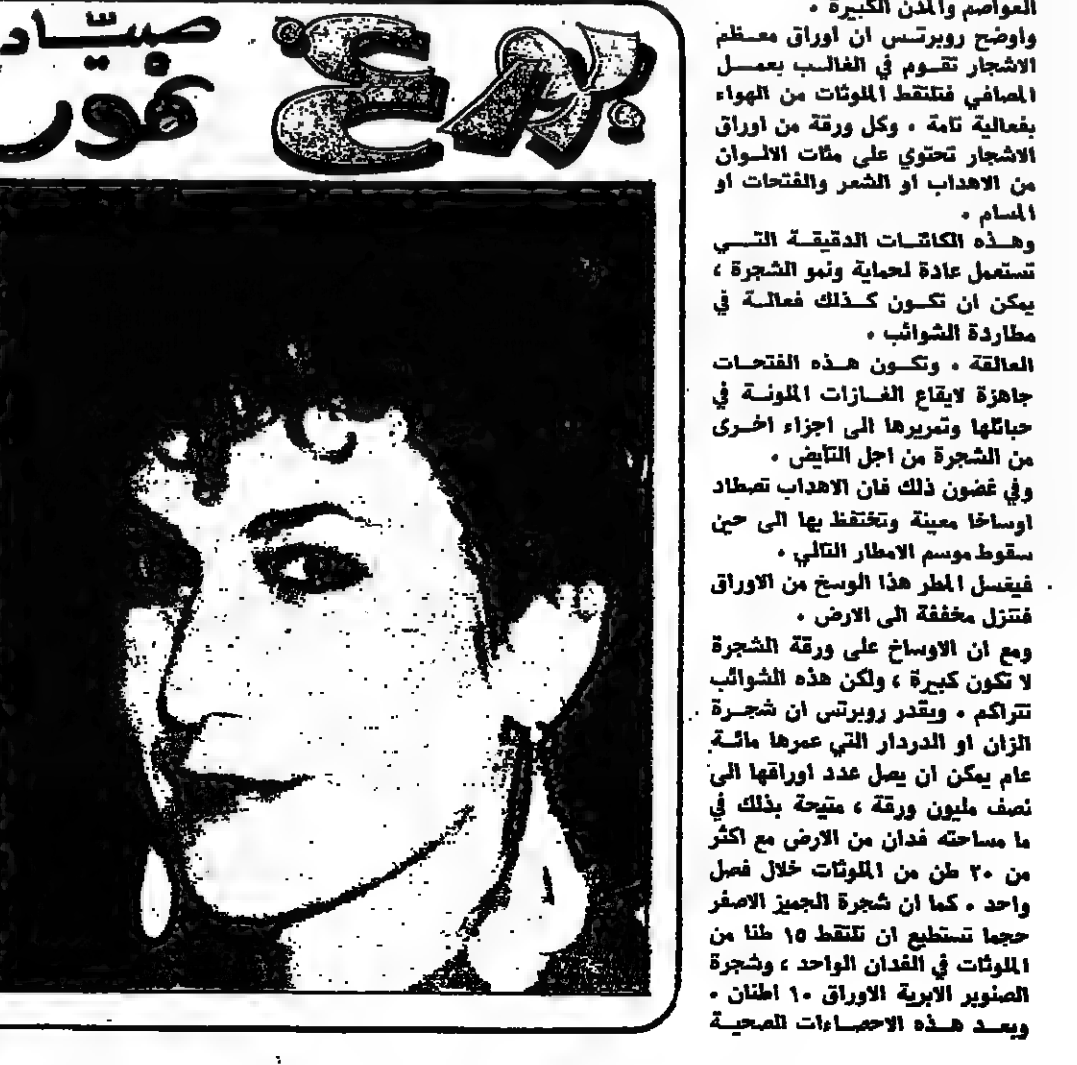 العواصم والمدن الكبيرة .
واوضح روبرتس ان اوراق معظم
الاشجار تقوم في الغالب بعمل
المصافي فتلتقط الملوثات من الهواء
بفعالية تامة . وكل ورقة من اوراق
الاشجار تحتوي على مئات الالوان
من الاهداب او الشعر والفتحات او
المسام .
وهذه الكائنات الدقيقة التي
تستعمل عادة لحماية ونمو الشجرة ،
يمكن ان تكون كذلك فعالة في
مطاردة الشوائب .
العالقة . وتكون هذه الفتحات
جاهزة لايقاع الغازات الملونة في
حبائلها وتمريرها الى اجزاء اخرى
من الشجرة من اجل التأيض .
وفي غضون ذلك فان الاهداب تصطاد
اوساخا معينة وتختفظ بها الى حين
سقوط موسم الامطار التالي .
فيغسل المطر هذا الوسخ من الاوراق
فتنزل مخففة الى الارض .
ومع ان الاوساخ على ورقة الشجرة
لا تكون كبيرة ، ولكن هذه الشوائب
تتراكم . ويقدر روبرتس ان شجرة
الزان او الدردار التي عمرها مائة
عام يمكن ان يصل عدد اوراقها الى
نصف مليون ورقة ، متيحة بذلك في
ما مساحته فدان من الارض مع اكثر
من ٢٠ طن من الملوثات خلال فصل
واحد . كما ان شجرة الجميز الاصفر
حجما تستطيع ان تلتقط ١٥ طنا من
الملوثات في الفدان الواحد ، وشجرة
الصنوبر الابرية الاوراق ١٠ اطنان .
وبعد هذه الاحصاءات الصحية